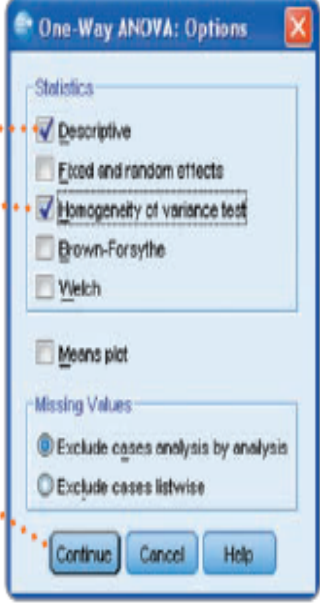 One-Way ANOVA: Options
Statistics
Descriptive
Fixed and random effects
Homogeneity of variance test
Brown-Forsythe
Welch
Means plot
Missing Values
Exclude cases analysis by analysis
Exclude cases listwise
Continue Cancel Help